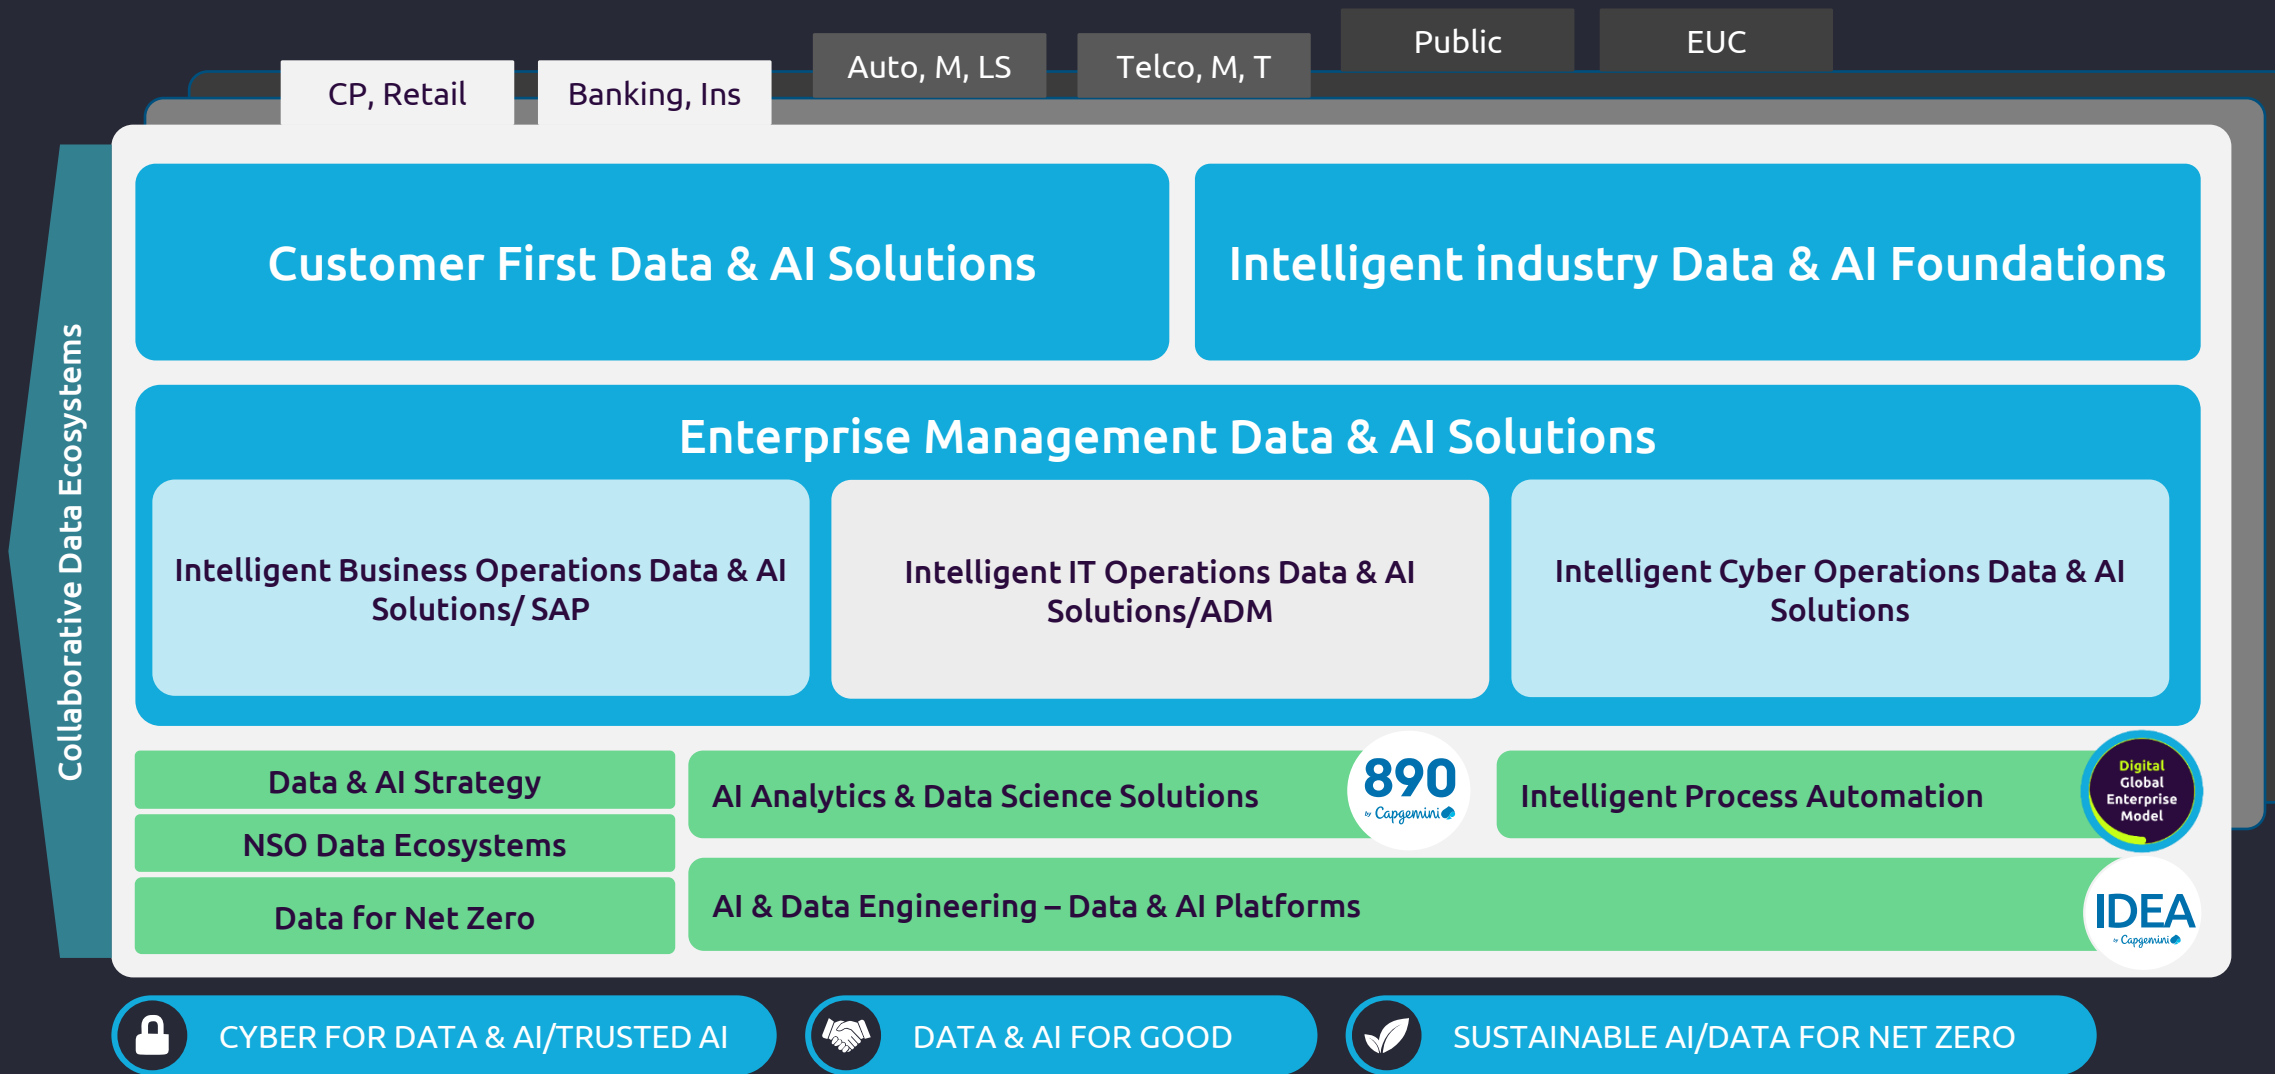 Public
EUC
Auto, M, LS
Telco, M, T
CP, Retail
Banking, Ins
Collaborative Data Ecosystems
Customer First Data & AI Solutions
Intelligent industry Data & AI Foundations
Enterprise Management Data & AI Solutions
Intelligent Business Operations Data & AI
Solutions/ SAP
Intelligent IT Operations Data & AI
Solutions/ADM
Intelligent Cyber Operations Data & AI
Solutions
Data & AI Strategy
NSO Data Ecosystems
Data for Net Zero
AI Analytics & Data Science Solutions
890
by Capgemini
Intelligent Process Automation
Digital
Global
Enterprise
Model
AI & Data Engineering – Data & AI Platforms
IDEA
by Capgemini
CYBER FOR DATA & AI/TRUSTED AI
DATA & AI FOR GOOD
SUSTAINABLE AI/DATA FOR NET ZERO